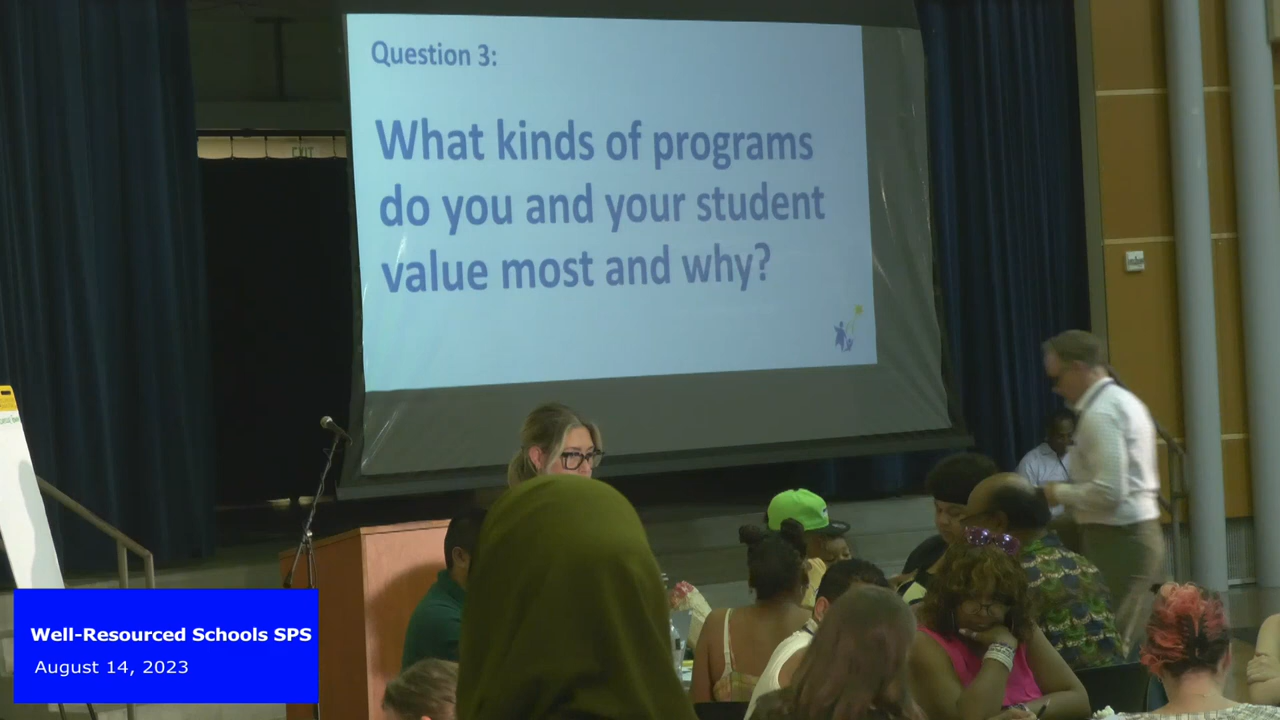 Question 3:
What kinds of programs
do you and your student
value most and why?
EXIT
Well-Resourced Schools SPS
August 14, 2023